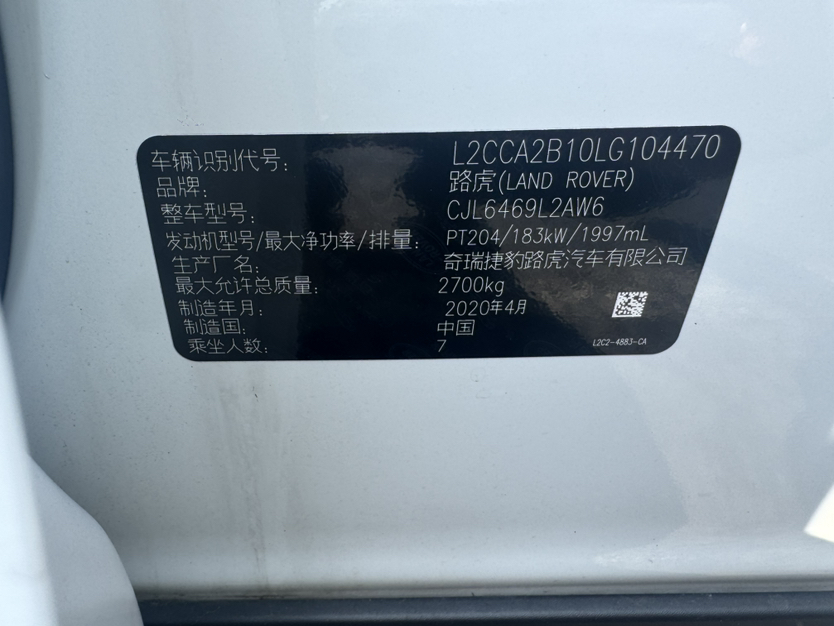 车辆识别代号: L2CCA2B10LG104470
品牌: 路虎(LAND ROVER)
整车型号: CJL6469L2AW6
发动机型号/最大净功率/排量: PT204/183kW/1997mL
生产厂名: 奇瑞捷豹路虎汽车有限公司
最大允许总质量: 2700kg
制造年月: 2020年4月
制造国: 中国
乘坐人数: 7
L2C2-4883-CA